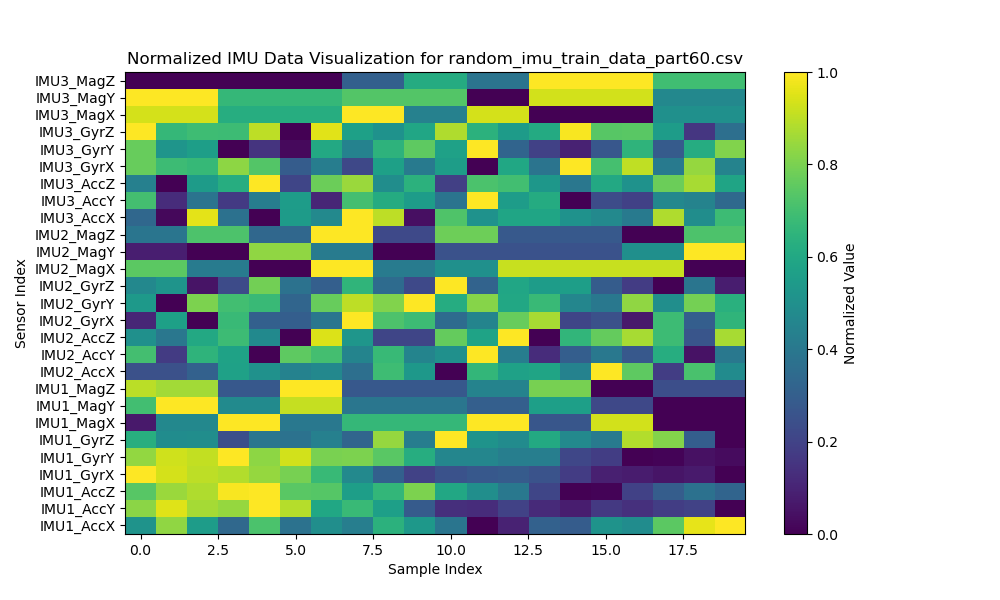 Normalized IMU Data Visualization for random_imu_train_data_part60.csv
IMU3_MagZ
IMU3_MagY
IMU3_MagX
IMU3_GyrZ
IMU3_GyrY
IMU3_GyrX
IMU3_AccZ
IMU3_AccY
IMU3_AccX
IMU2_MagZ
IMU2_MagY
IMU2_MagX
IMU2_GyrZ
IMU2_GyrY
IMU2_GyrX
IMU2_AccZ
IMU2_AccY
IMU2_AccX
IMU1_MagZ
IMU1_MagY
IMU1_MagX
IMU1_GyrZ
IMU1_GyrY
IMU1_GyrX
IMU1_AccZ
IMU1_AccY
IMU1_AccX
Sensor Index
0.0 2.5 5.0 7.5 10.0 12.5 15.0 17.5
Sample Index
1.0
0.8
0.6
0.4
0.2
0.0
Normalized Value